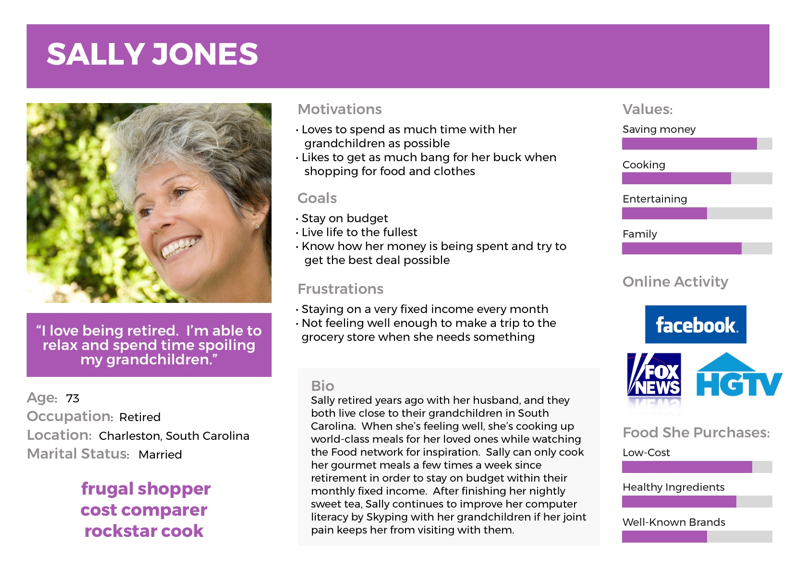 SALLY JONES
“I love being retired.  I’m able to
relax and spend time spoiling
my grandchildren.”
Age:  73
Occupation:  Retired
Location:  Charleston, South Carolina
Marital Status:  Married
frugal shopper
cost comparer
rockstar cook
Motivations
· Loves to spend as much time with her
grandchildren as possible
· Likes to get as much bang for her buck when
shopping for food and clothes
Goals
· Stay on budget
· Live life to the fullest
· Know how her money is being spent and try to
get the best deal possible
Frustrations
· Staying on a very fixed income every month
· Not feeling well enough to make a trip to the
grocery store when she needs something
Bio
Sally retired years ago with her husband, and they
both live close to their grandchildren in South
Carolina.  When she’s feeling well, she’s cooking up
world-class meals for her loved ones while watching
the Food network for inspiration.  Sally can only cook
her gourmet meals a few times a week since
retirement in order to stay on budget within their
monthly fixed income.  After finishing her nightly
sweet tea, Sally continues to improve her computer
literacy by Skyping with her grandchildren if her joint
pain keeps her from visiting with them.
Values:
Saving money
Cooking
Entertaining
Family
Online Activity
facebook.
FOX
NEWS
HGTV
Food She Purchases:
Low-Cost
Healthy Ingredients
Well-Known Brands